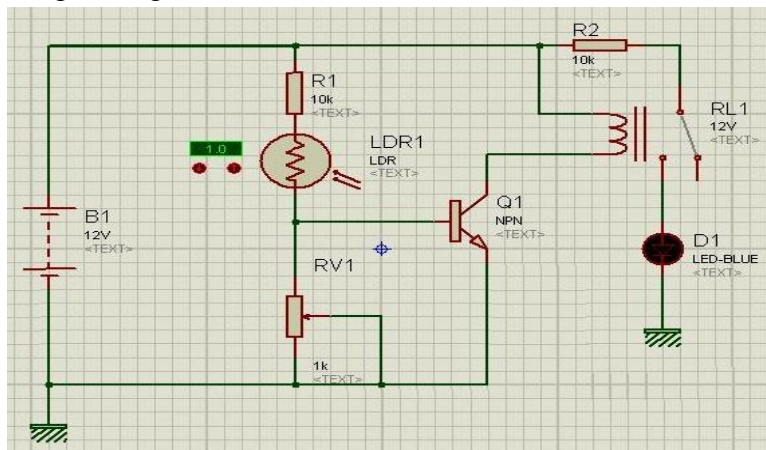 R2
10k
<TEXT>
R1
10k
<TEXT>
RL1
12V
<TEXT>
1.0
LDR1
LDR
<TEXT>
B1
12V
<TEXT>
Q1
NPN
<TEXT>
RV1
D1
LED-BLUE
<TEXT>
1k
<TEXT>